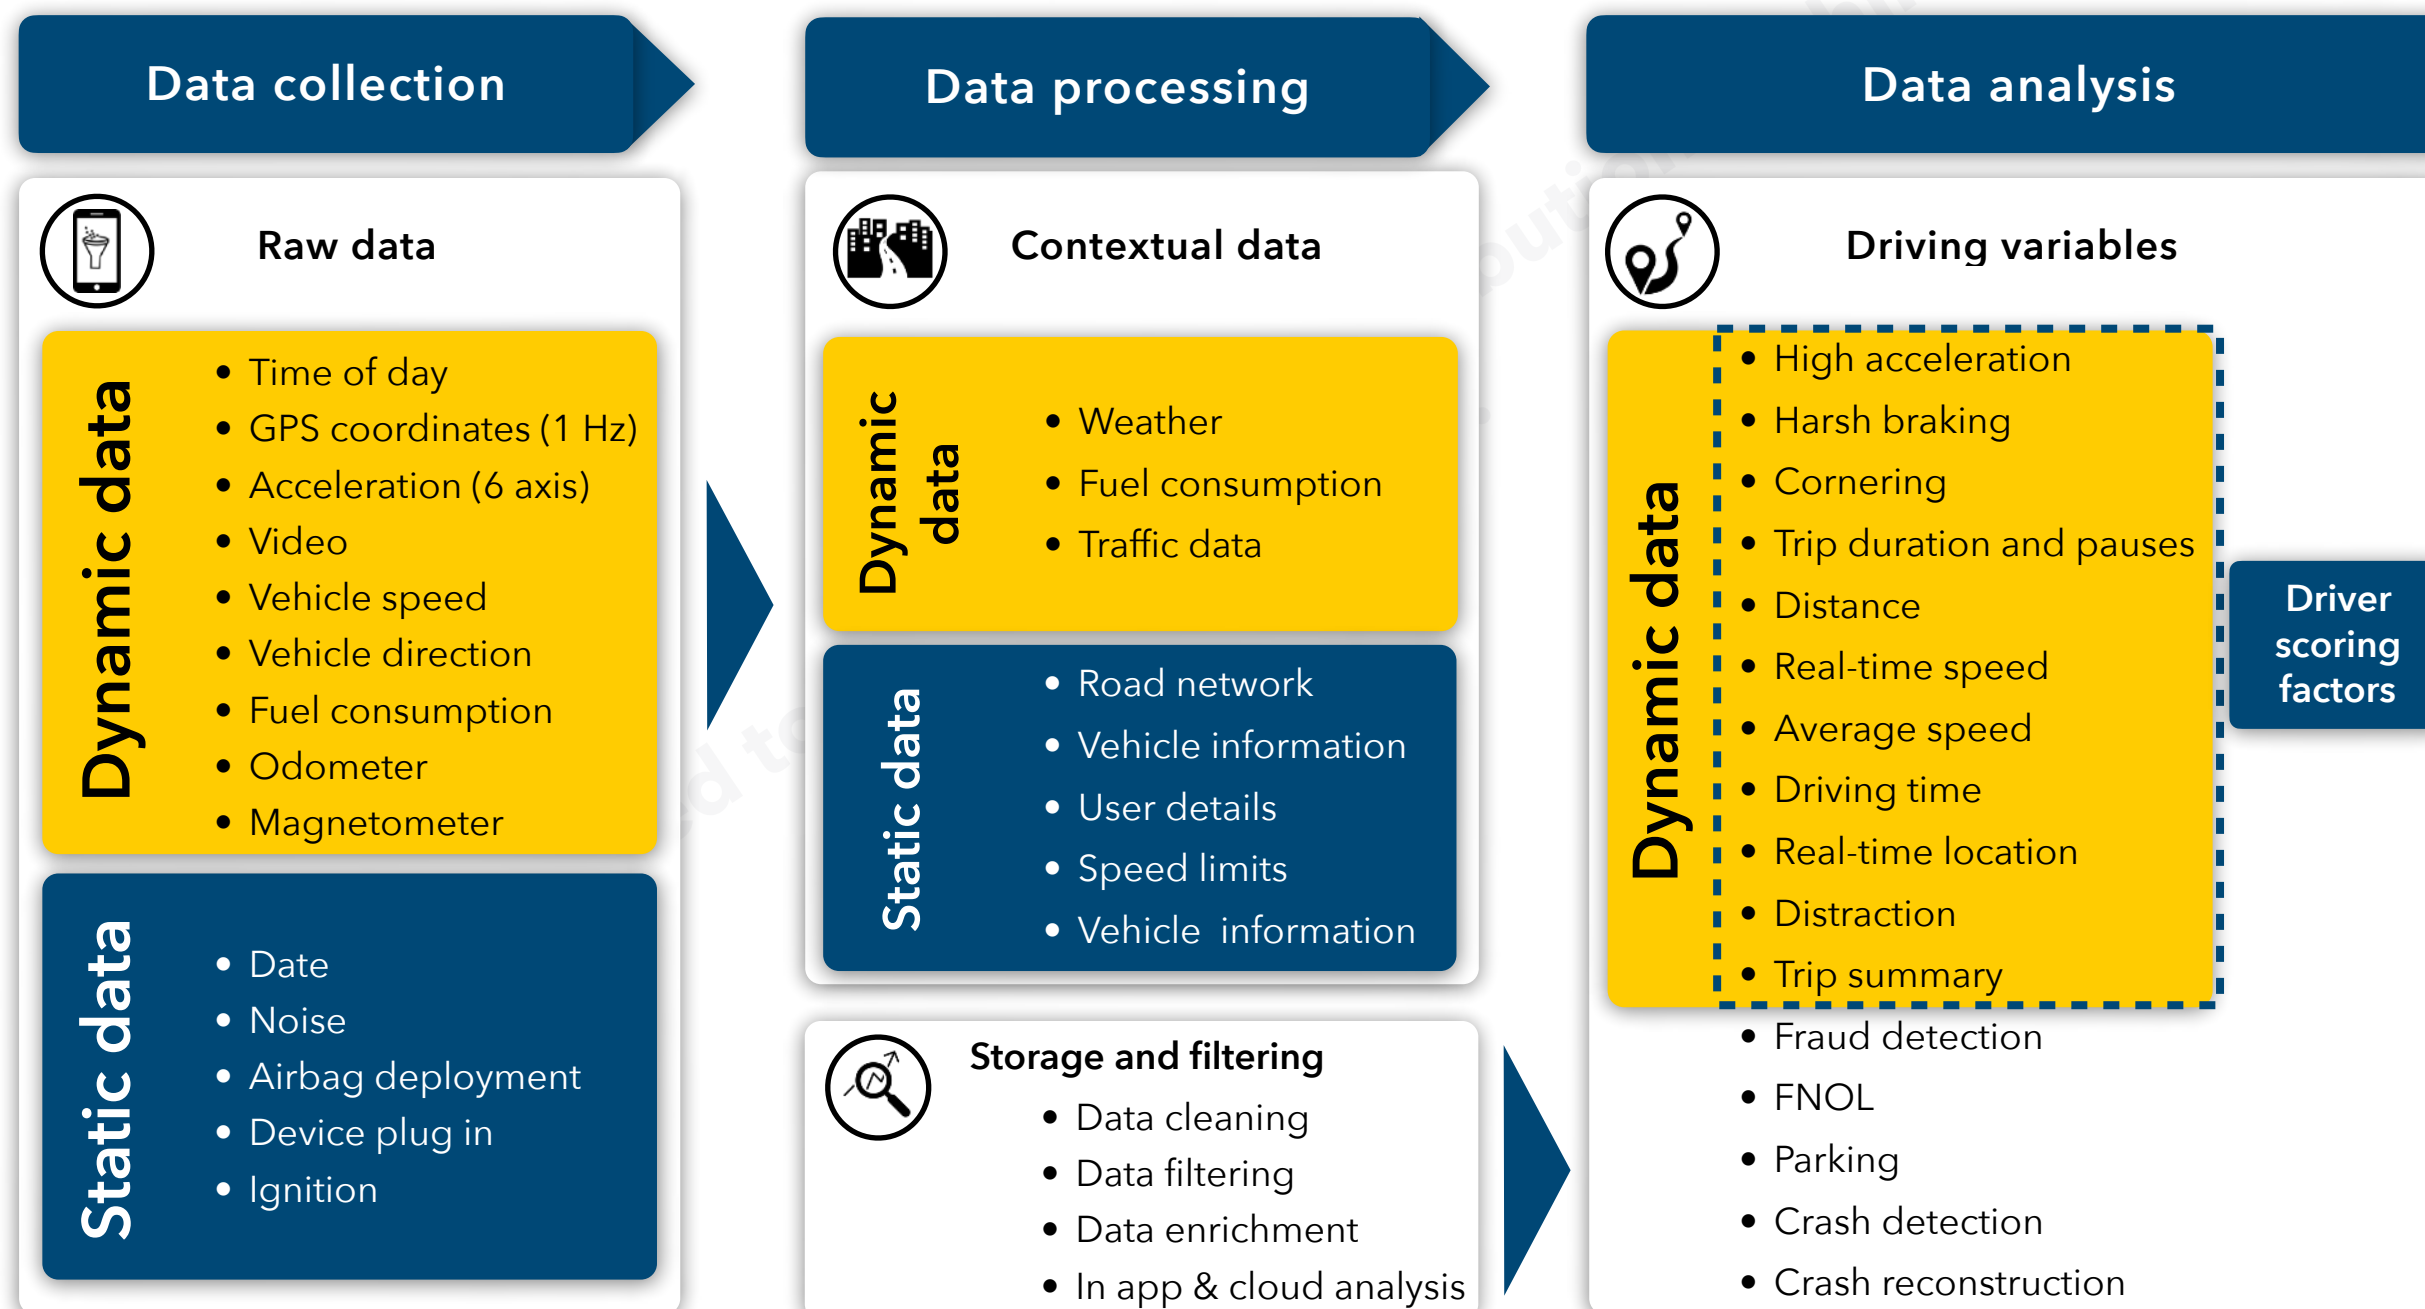 Data collection
Data processing
Data analysis
Raw data
Dynamic data
• Time of day
• GPS coordinates (1 Hz)
• Acceleration (6 axis)
• Video
• Vehicle speed
• Vehicle direction
• Fuel consumption
• Odometer
• Magnetometer
Static data
• Date
• Noise
• Airbag deployment
• Device plug in
• Ignition
Contextual data
Dynamic
data
• Weather
• Fuel consumption
• Traffic data
Static data
• Road network
• Vehicle information
• User details
• Speed limits
• Vehicle  information
Storage and filtering
• Data cleaning
• Data filtering
• Data enrichment
• In app & cloud analysis
Driving variables
Dynamic data
• High acceleration
• Harsh braking
• Cornering
• Trip duration and pauses
• Distance
• Real-time speed
• Average speed
• Driving time
• Real-time location
• Distraction
• Trip summary
• Fraud detection
• FNOL
• Parking
• Crash detection
• Crash reconstruction
Driver
scoring
factors